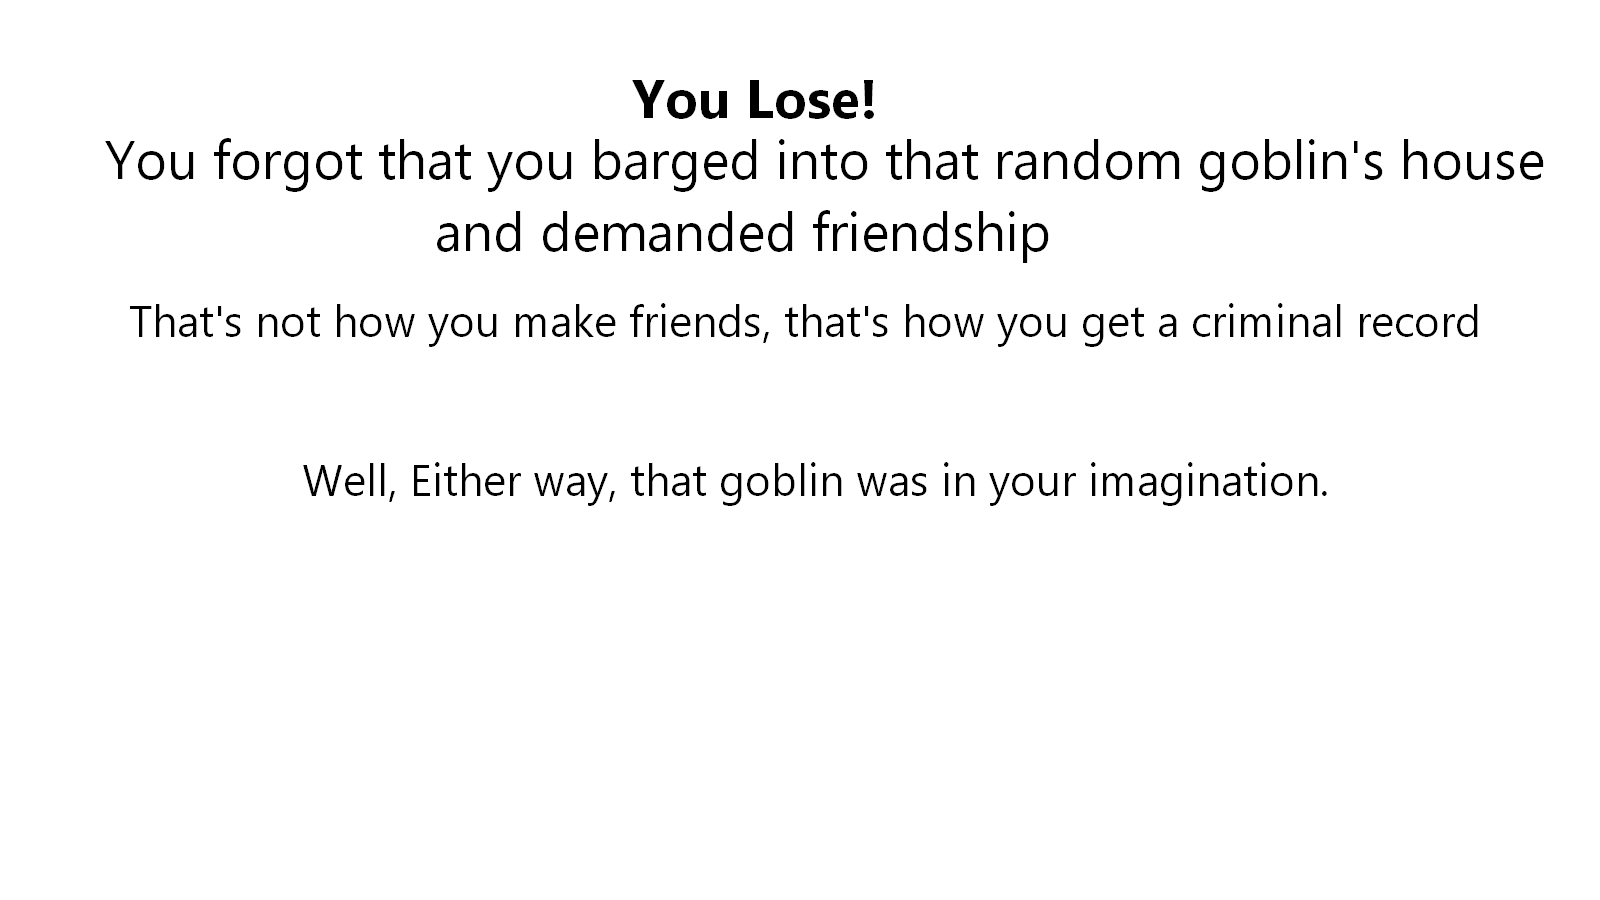 You Lose!
You forgot that you barged into that random goblin's house
and demanded friendship
That's not how you make friends, that's how you get a criminal record
Well, Either way, that goblin was in your imagination.